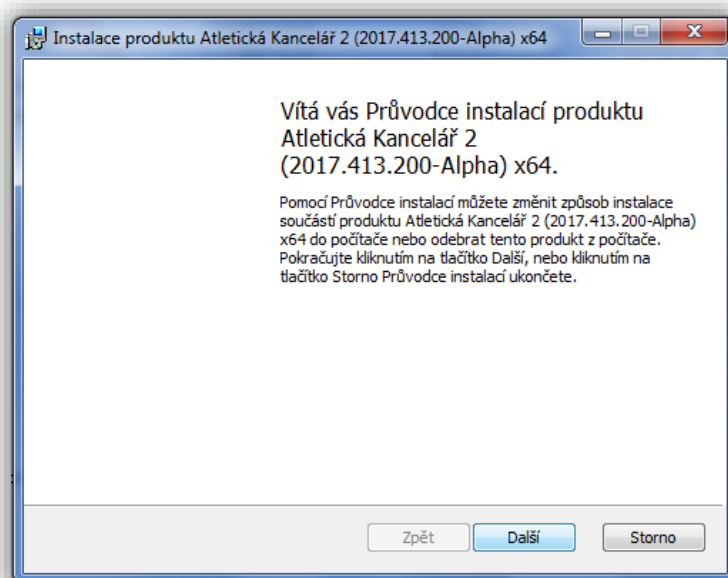 Instalace produktu Atletická Kancelář 2 (2017.413.200-Alpha) x64
Vítá vás Průvodce instalací produktu
Atletická Kancelář 2
(2017.413.200-Alpha) x64.
Pomocí Průvodce instalací můžete změnit způsob instalace
součástí produktu Atletická Kancelář 2 (2017.413.200-Alpha)
x64 do počítače nebo odebrat tento produkt z počítače.
Pokračujte kliknutím na tlačítko Další, nebo kliknutím na
tlačítko Storno Průvodce instalací ukončete.
Zpět
Další
Storno